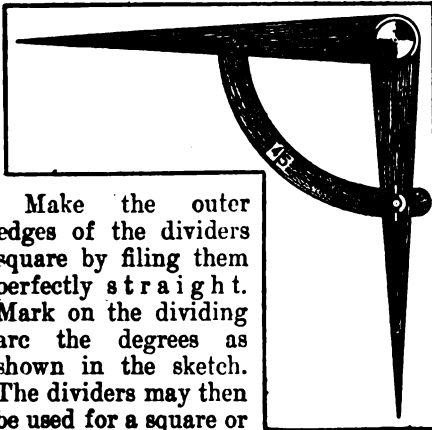 45
Make the outer
edges of the dividers
square by filing them
perfectly straight.
Mark on the dividing
arc the degrees as
shown in the sketch.
The dividers may then
be used for a square or